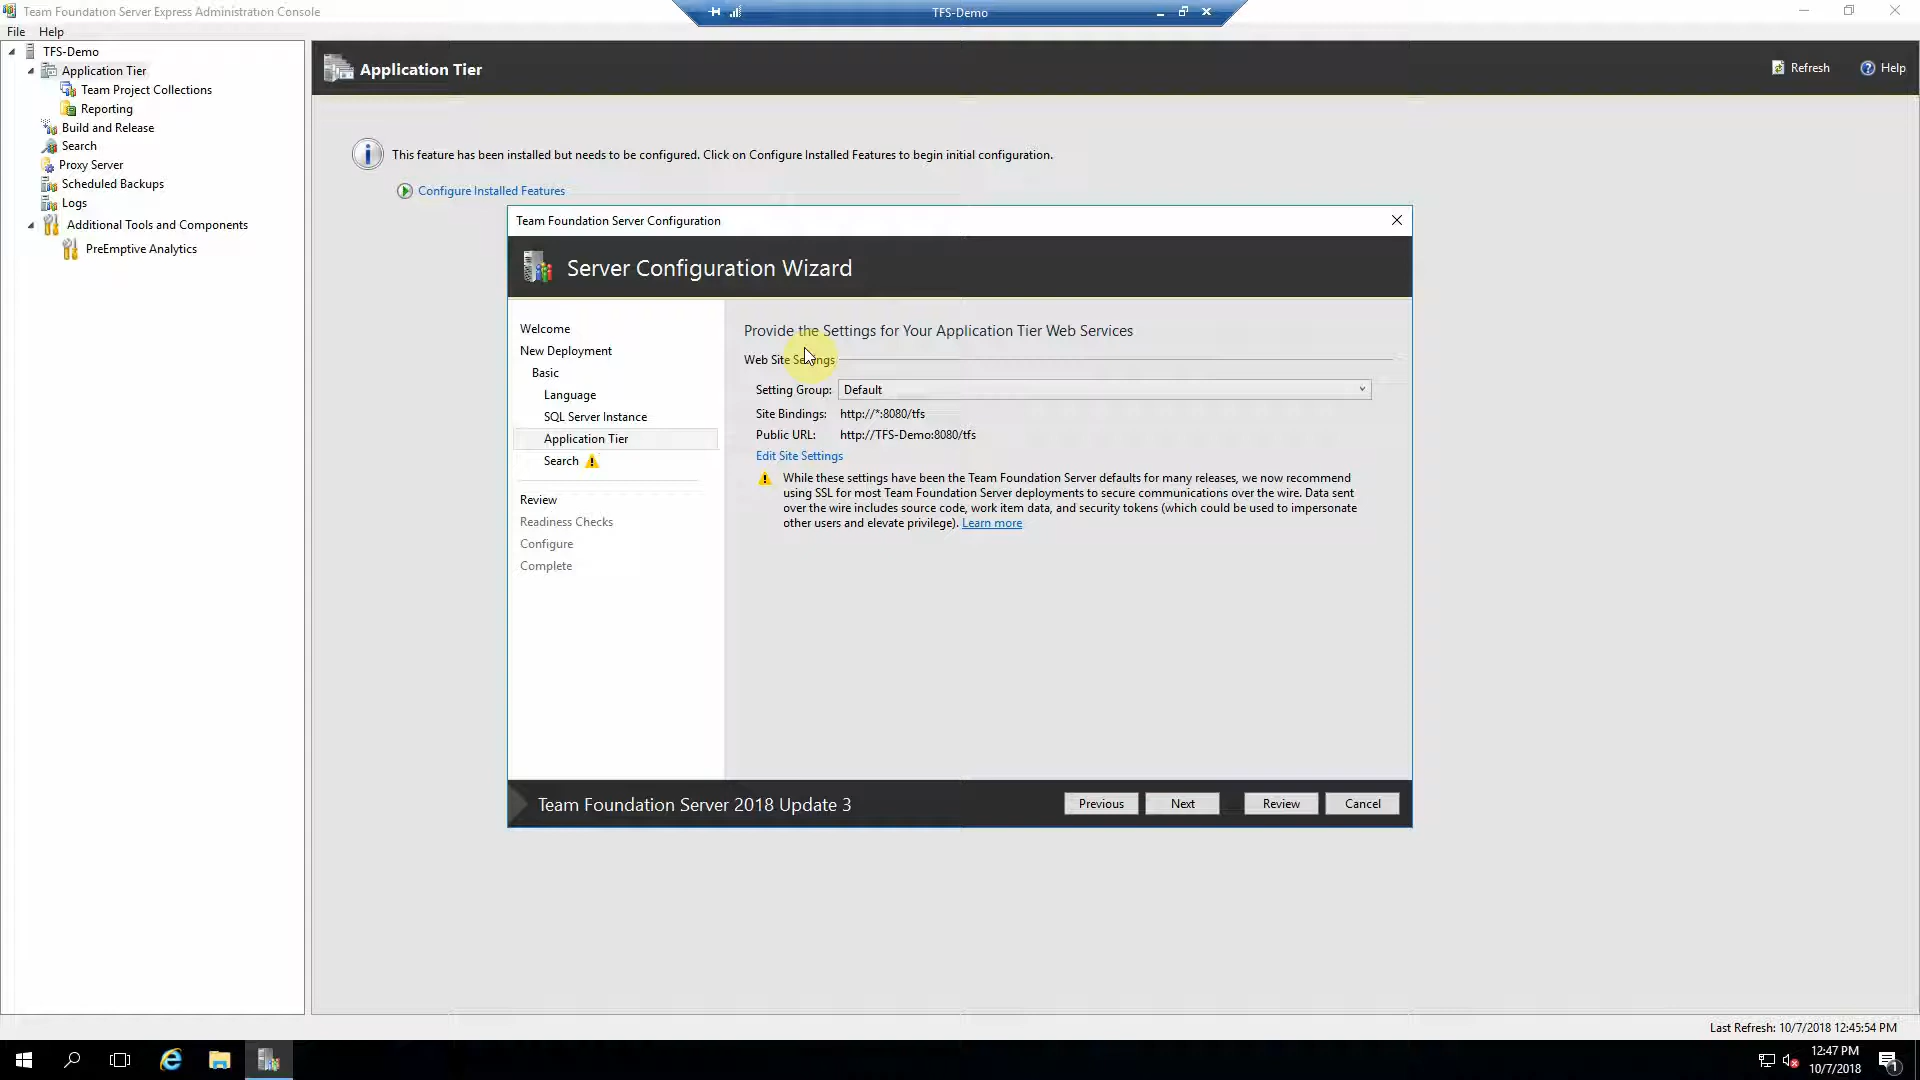 Team Foundation Server Express Administration Console
TFS-Demo
File Help
TFS-Demo
Application Tier
Team Project Collections
Reporting
Build and Release
Search
Proxy Server
Scheduled Backups
Logs
Additional Tools and Components
PreEmptive Analytics
Application Tier
Refresh
Help
This feature has been installed but needs to be configured. Click on Configure Installed Features to begin initial configuration.
Configure Installed Features
Team Foundation Server Configuration
Server Configuration Wizard
Welcome
New Deployment
Basic
Language
SQL Server Instance
Application Tier
Search
Review
Readiness Checks
Configure
Complete
Provide the Settings for Your Application Tier Web Services
Web Site Settings
Setting Group: Default
Site Bindings: http://*:8080/tfs
Public URL: http://TFS-Demo:8080/tfs
Edit Site Settings
While these settings have been the Team Foundation Server defaults for many releases, we now recommend
using SSL for most Team Foundation Server deployments to secure communications over the wire. Data sent
over the wire includes source code, work item data, and security tokens (which could be used to impersonate
other users and elevate privilege). Learn more
Team Foundation Server 2018 Update 3
Previous
Next
Review
Cancel
Last Refresh: 10/7/2018 12:45:54 PM
12:47 PM
10/7/2018
1